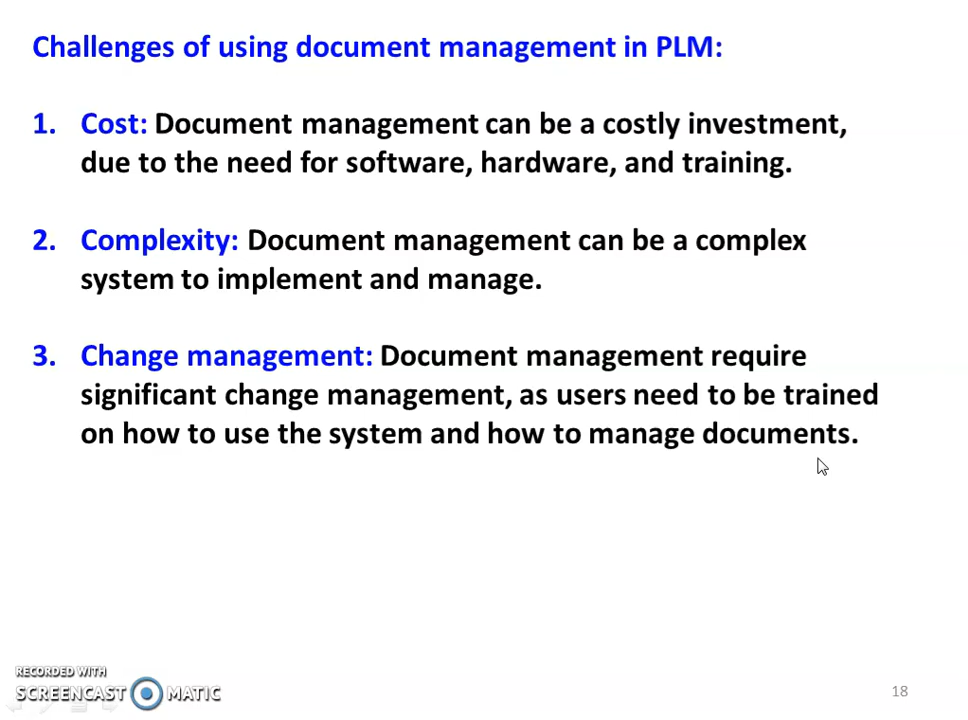 Challenges of using document management in PLM:
1. Cost: Document management can be a costly investment,
due to the need for software, hardware, and training.
2. Complexity: Document management can be a complex
system to implement and manage.
3. Change management: Document management require
significant change management, as users need to be trained
on how to use the system and how to manage documents.
RECORDED WITH
SCREENCAST MATIC
18